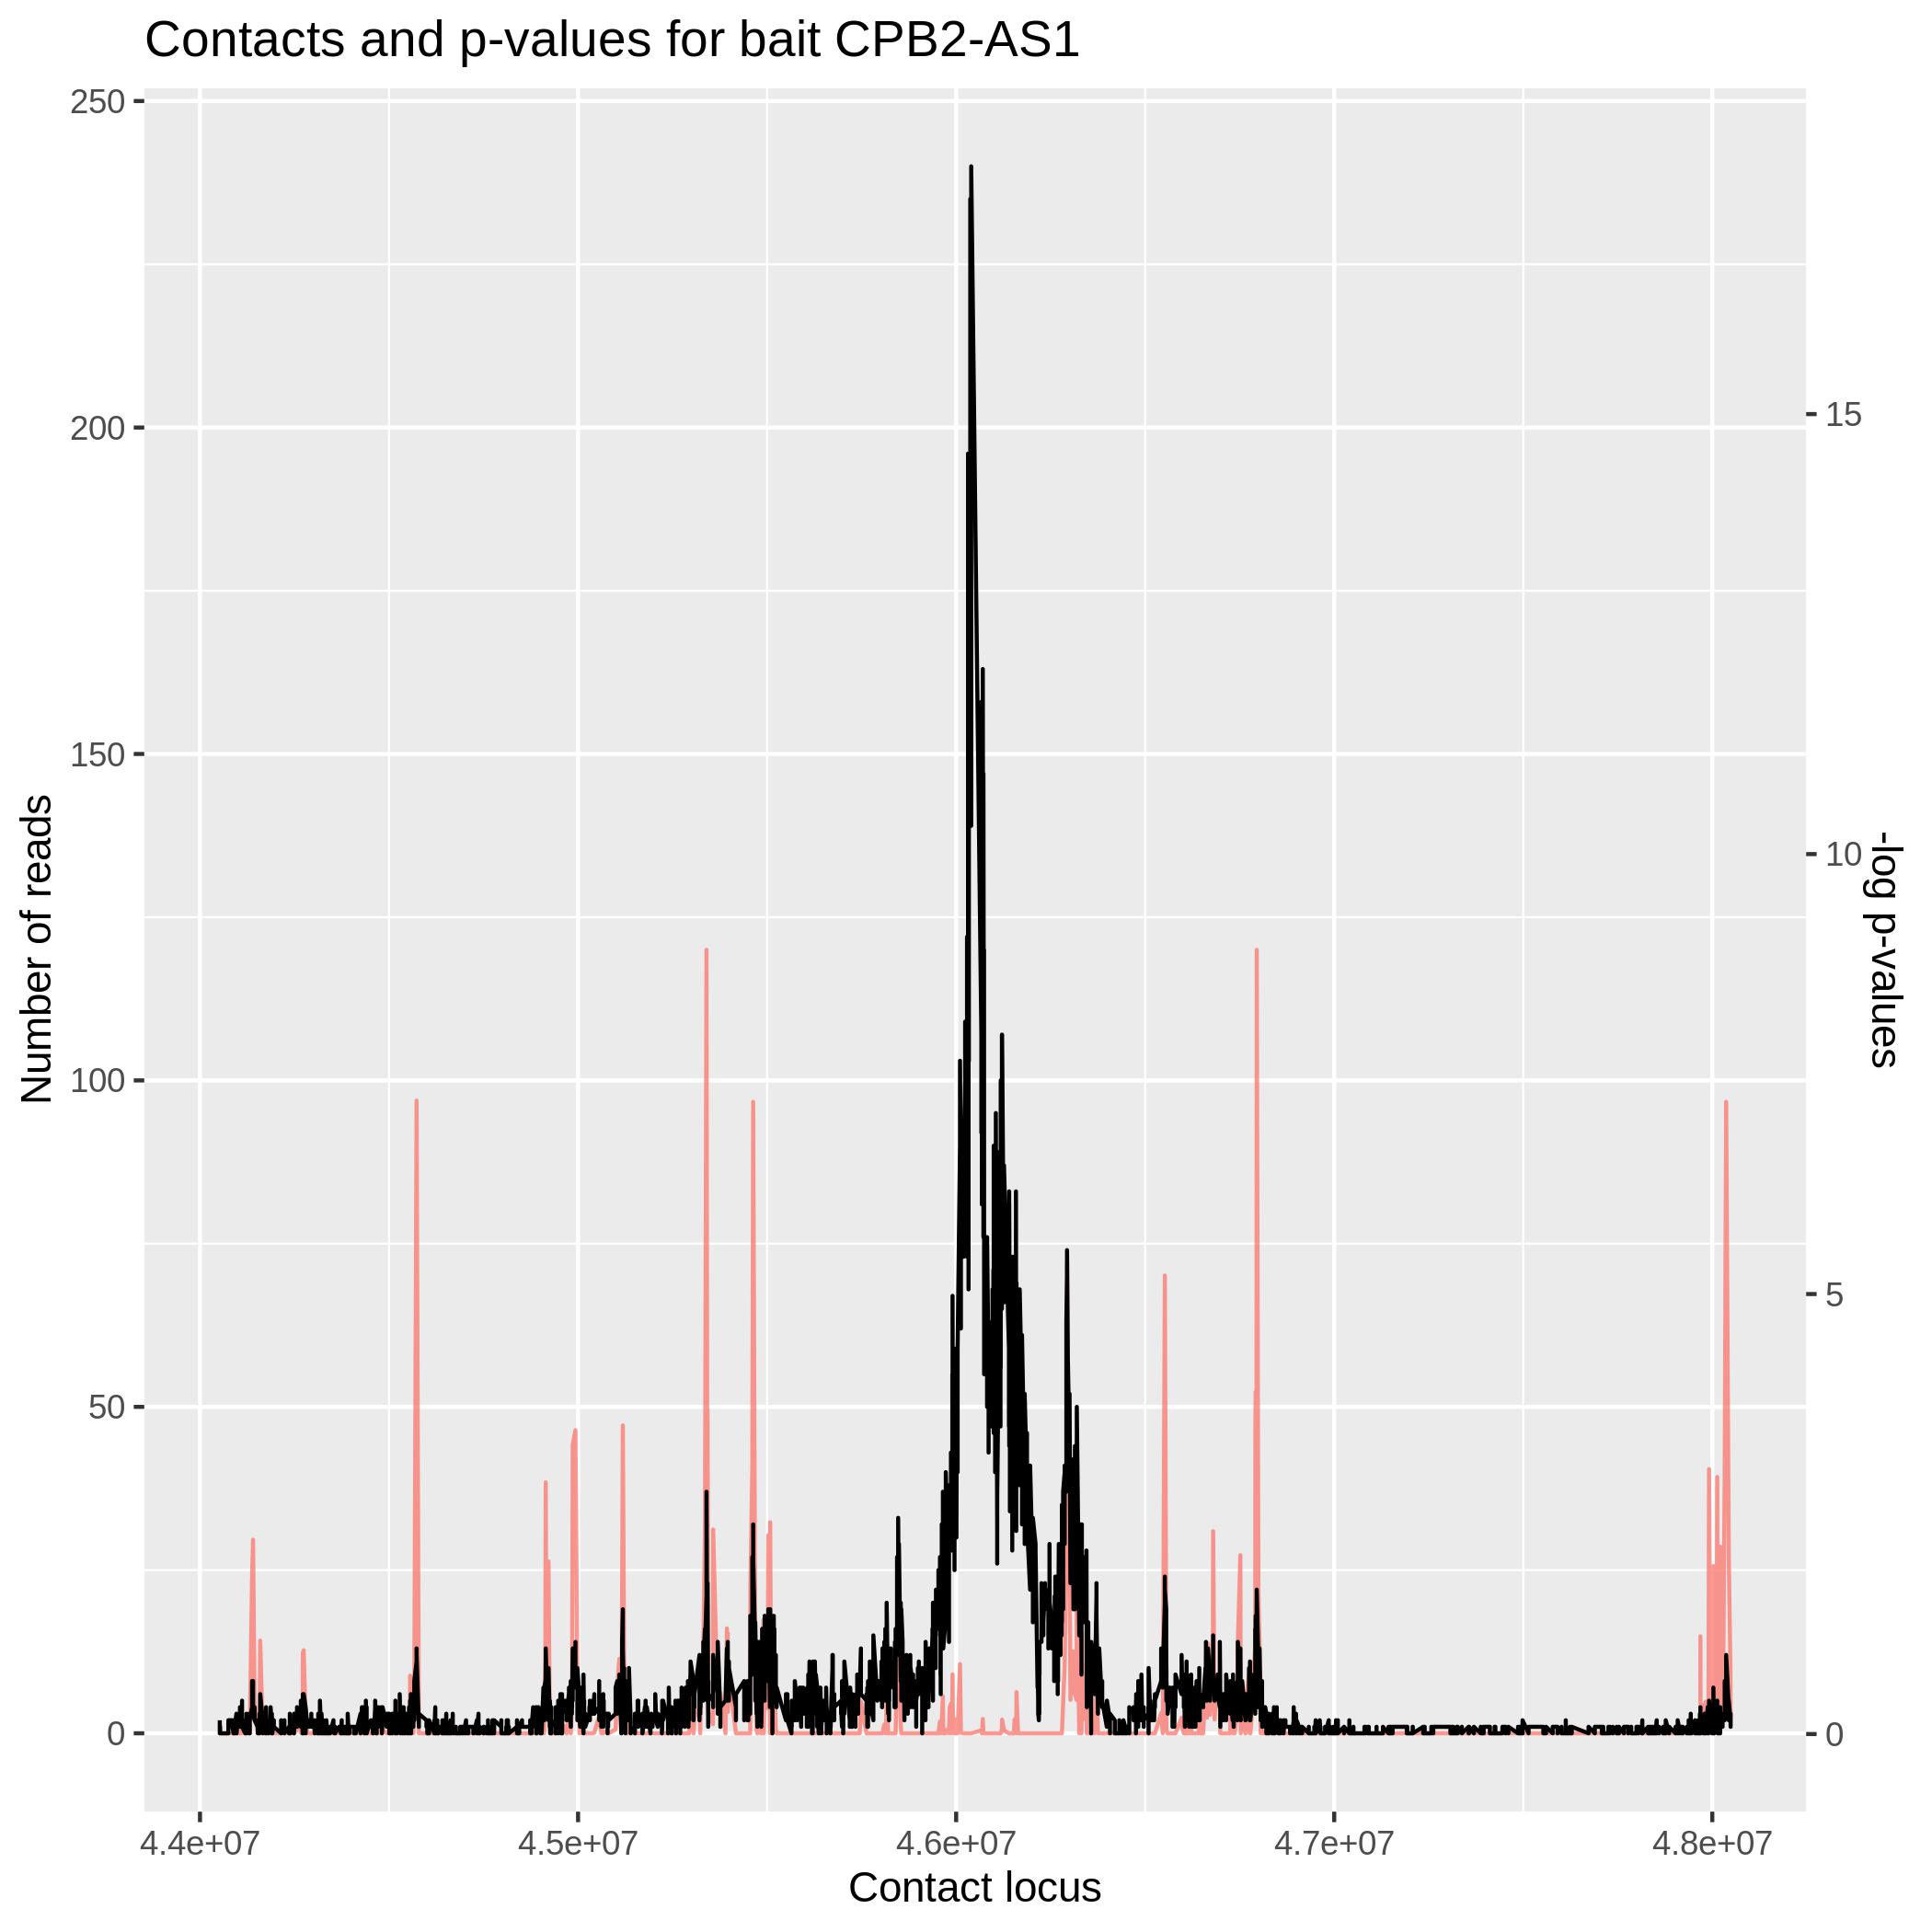 Contacts and p-values for bait CPB2-AS1
250
200
150
100
50
0
Number of reads
15
10
5
0
-log p-values
4.4e+07
4.5e+07
4.6e+07
4.7e+07
4.8e+07
Contact locus